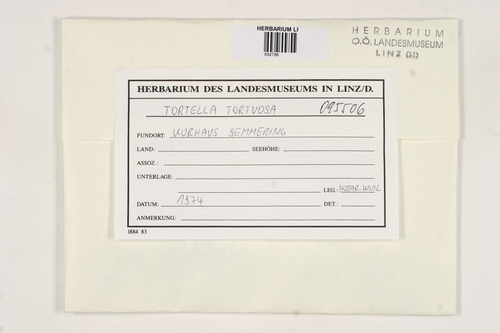 HERBARIUM LI
692786
HERBARIUM
O.Ö. LANDESMUSEUM
LINZ (LI)
HERBARIUM DES LANDESMUSEUMS IN LINZ/D.
TORTELLA TORTUOSA 095506
FUNDORT: KURHAUS SEMMERING
LAND: SEEHÖHE:
ASSOZ.:
UNTERLAGE:
LEG.:
DATUM: 1974 DET.:
ANMERKUNG:
1884 83